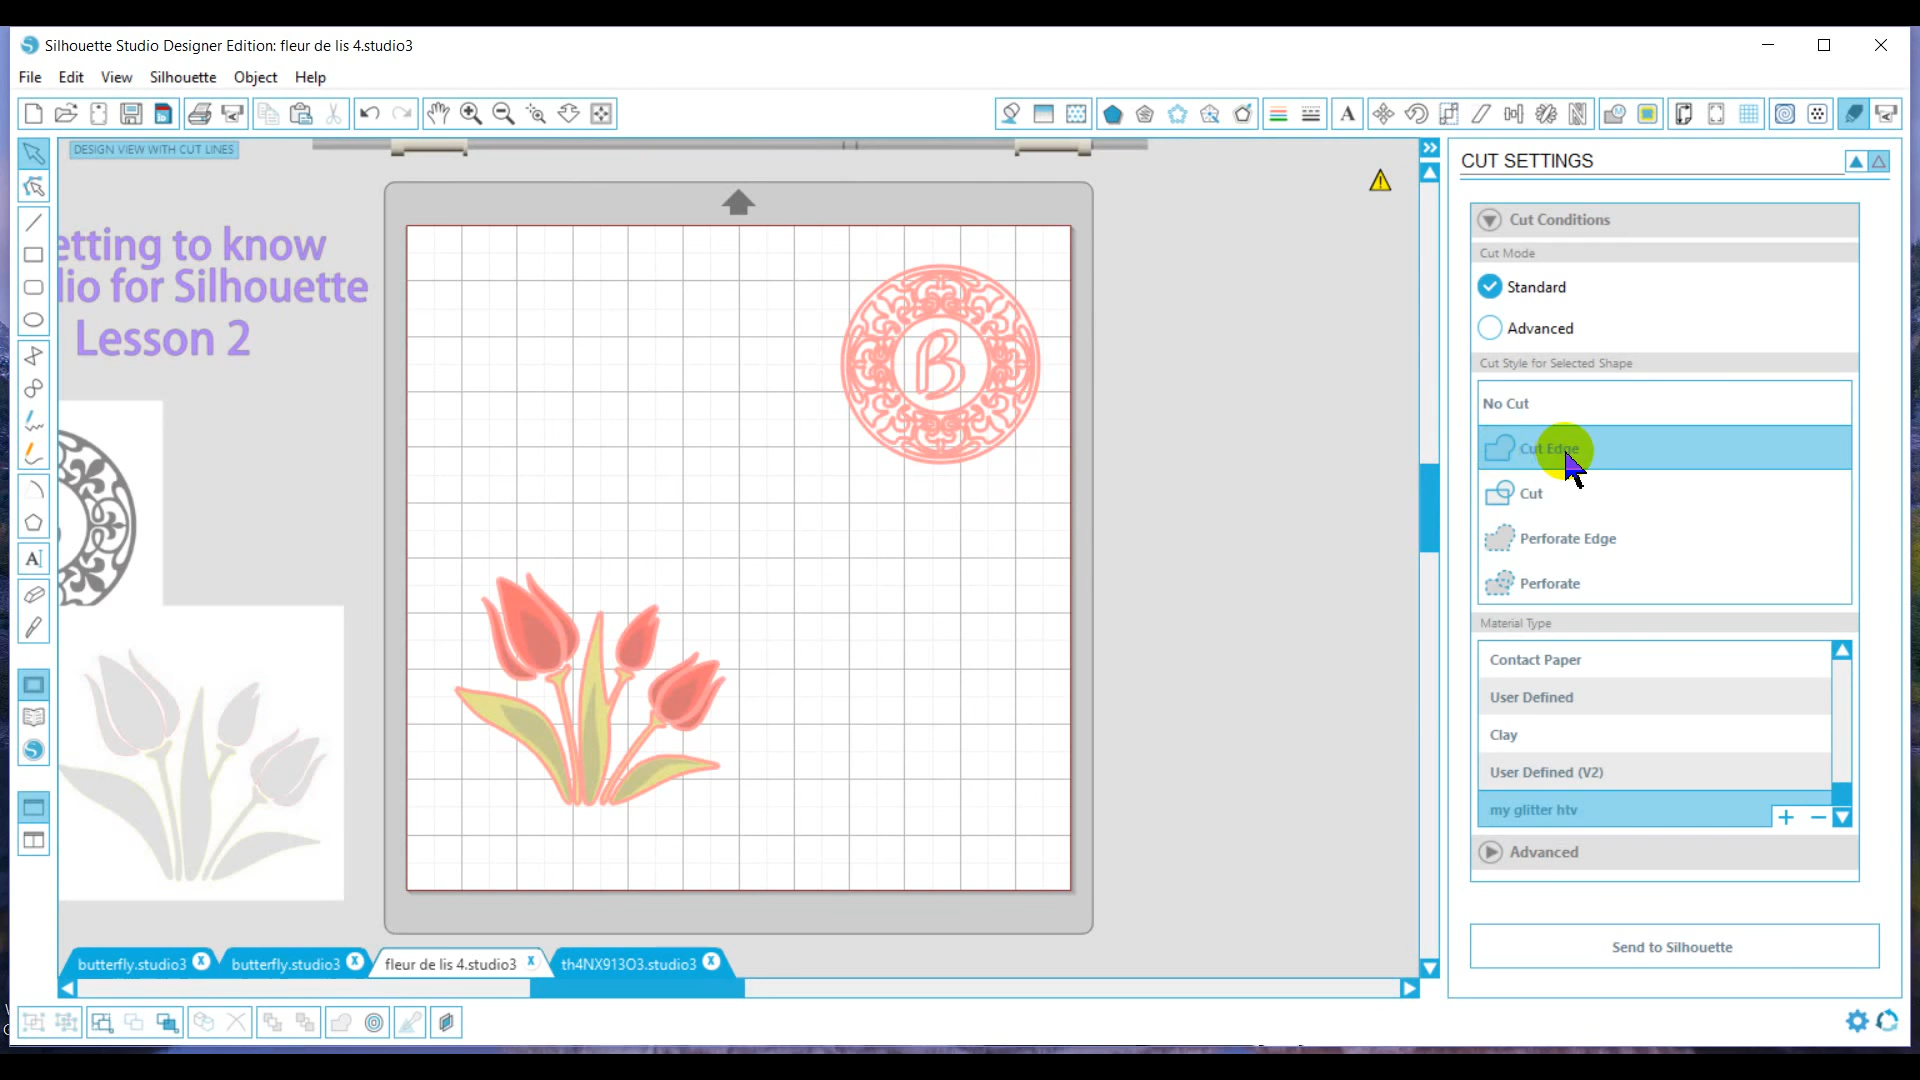 Silhouette Studio Designer Edition: fleur de lis 4.studio3
File Edit View Silhouette Object Help
DESIGN VIEW WITH CUT LINES
etting to know
dio for Silhouette
Lesson 2
B
CUT SETTINGS
Cut Conditions
Cut Mode
Standard
Advanced
Cut Style for Selected Shape
No Cut
Cut Edge
Cut
Perforate Edge
Perforate
Material Type
Contact Paper
User Defined
Clay
User Defined (V2)
my glitter htv
Advanced
Send to Silhouette
butterfly.studio3 butterfly.studio3 fleur de lis 4.studio3 th4NX913O3.studio3